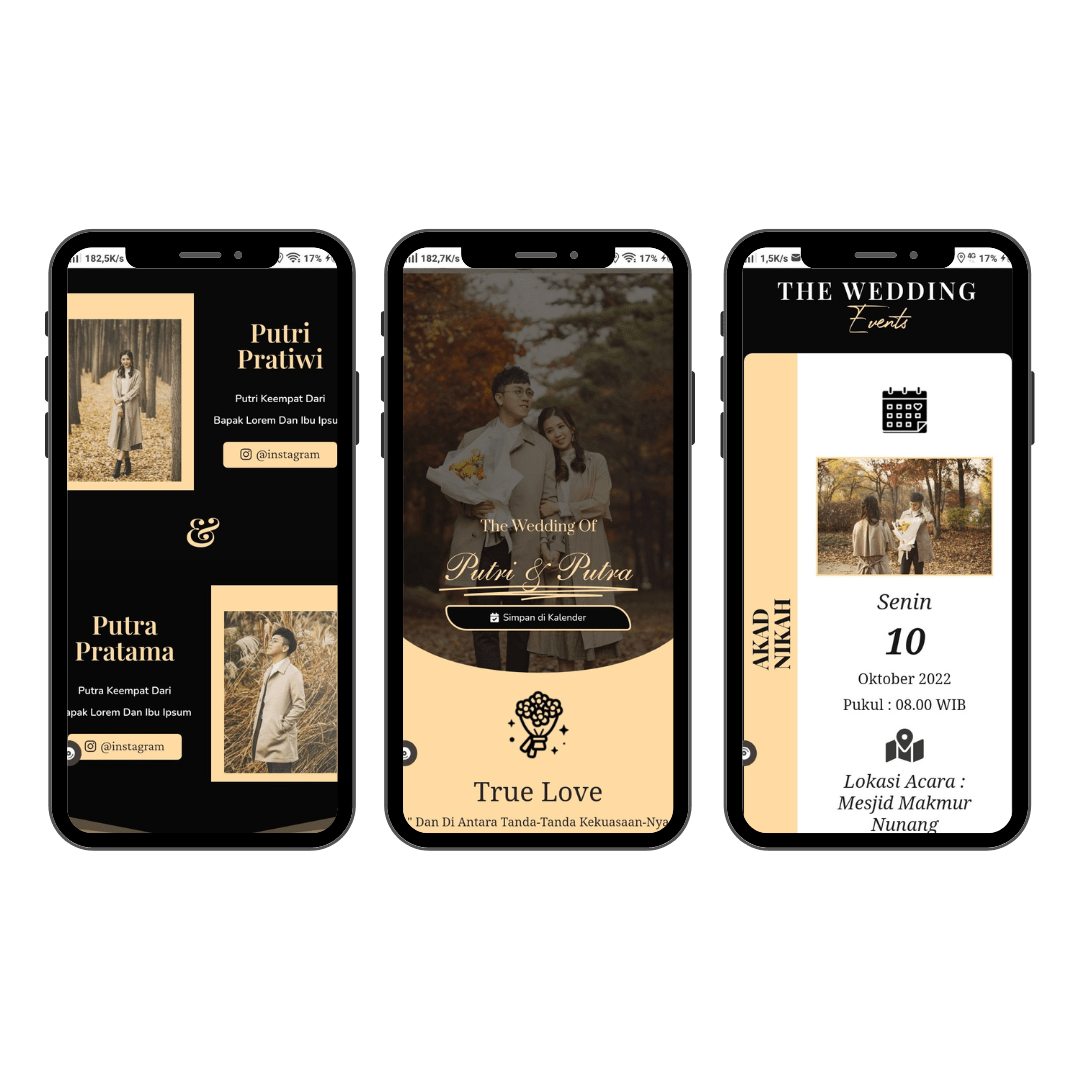 182,5K/s
17%
Putri
Pratiwi
Putri Keempat Dari
Bapak Lorem Dan Ibu Ipsu
@instagram
&
Putra
Pratama
Putra Keempat Dari
apak Lorem Dan Ibu Ipsum
@instagram
182,7K/s
17%
The Wedding Of
Putri & Putra
Simpan di Kalender
True Love
" Dan Di Antara Tanda-Tanda Kekuasaan-Nya
1,5K/s
4G
17%
THE WEDDING
Events
AKAD
NIKAH
Senin
10
Oktober 2022
Pukul : 08.00 WIB
Lokasi Acara :
Mesjid Makmur
Nunang